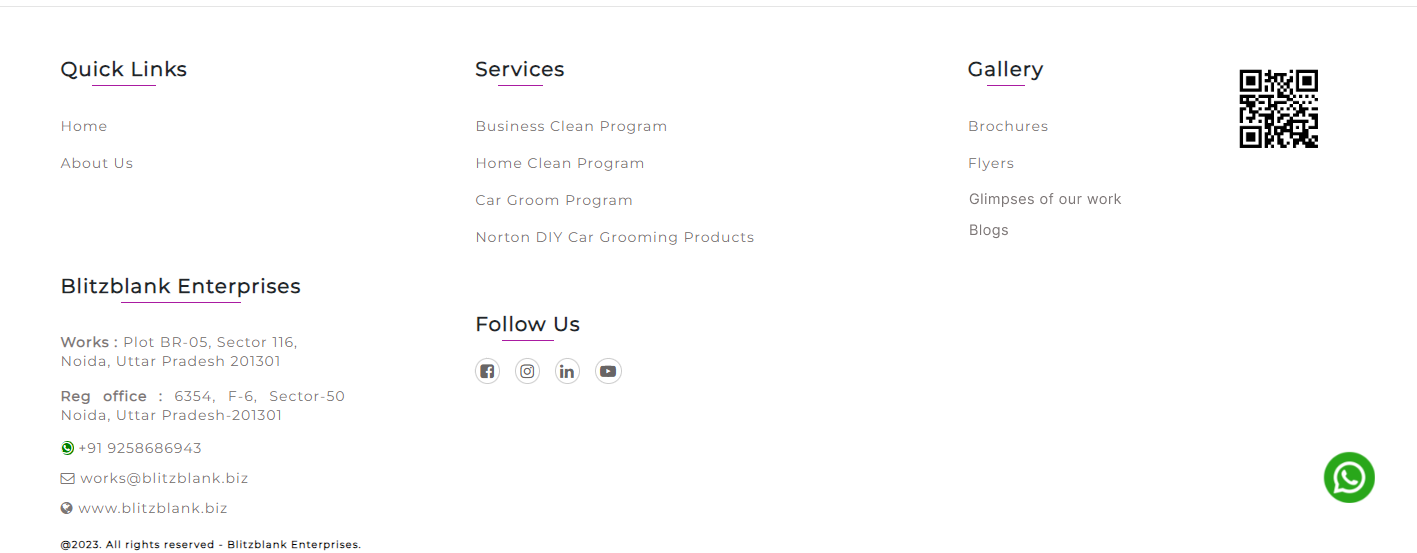 Quick Links
Home
About Us
Services
Business Clean Program
Home Clean Program
Car Groom Program
Norton DIY Car Grooming Products
Gallery
Brochures
Flyers
Glimpses of our work
Blogs
Blitzblank Enterprises
Works : Plot BR-05, Sector 116,
Noida, Uttar Pradesh 201301
Reg office : 6354, F-6, Sector-50
Noida, Uttar Pradesh-201301
+91 9258686943
works@blitzblank.biz
www.blitzblank.biz
@2023. All rights reserved - Blitzblank Enterprises.
Follow Us